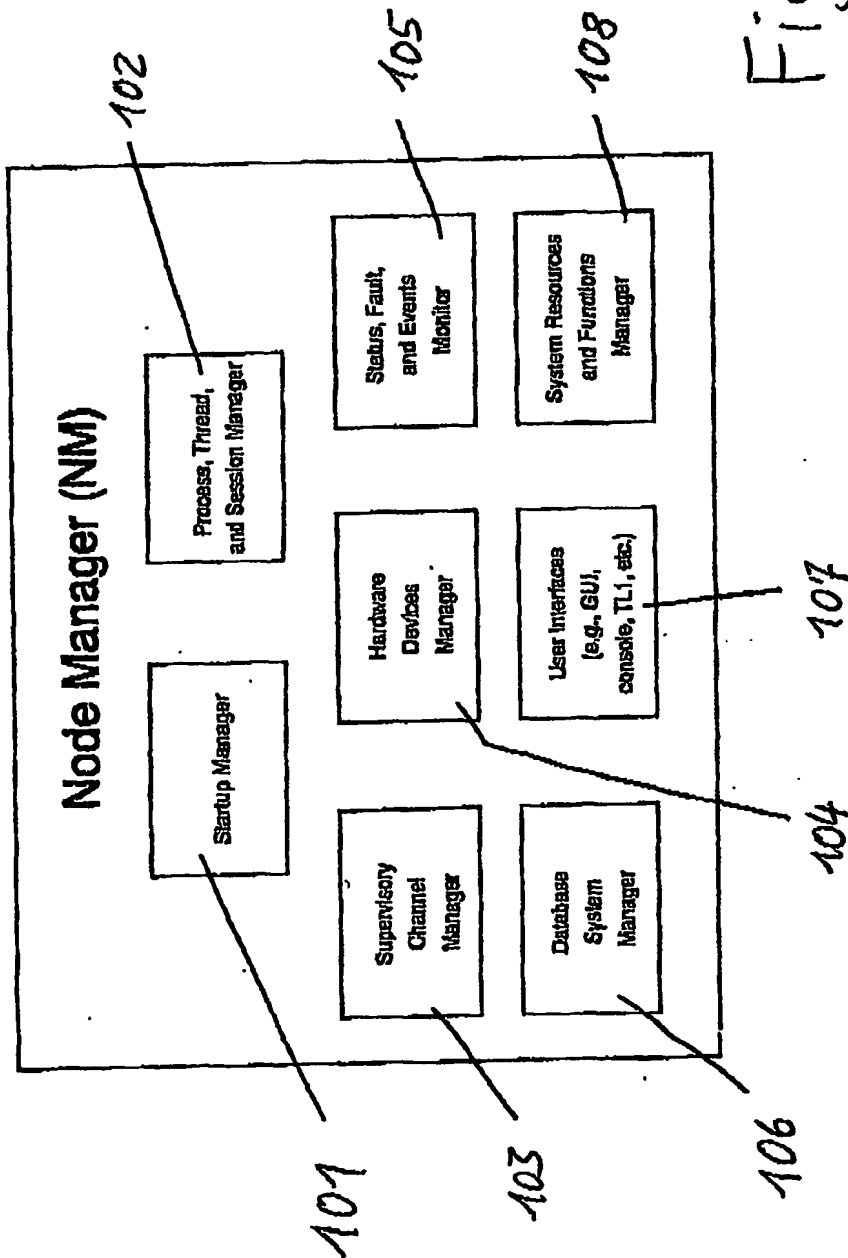 Node Manager (NM)
Startup Manager
Process, Thread,
and Session Manager
Supervisory
Channel
Manager
Hardware
Devices
Manager
Status, Fault,
and Events
Monitor
Database
System
Manager
User Interfaces
(e.g., GUI,
console, TL1, etc.)
System Resources
and Functions
Manager
101
102
103
104
105
106
107
108